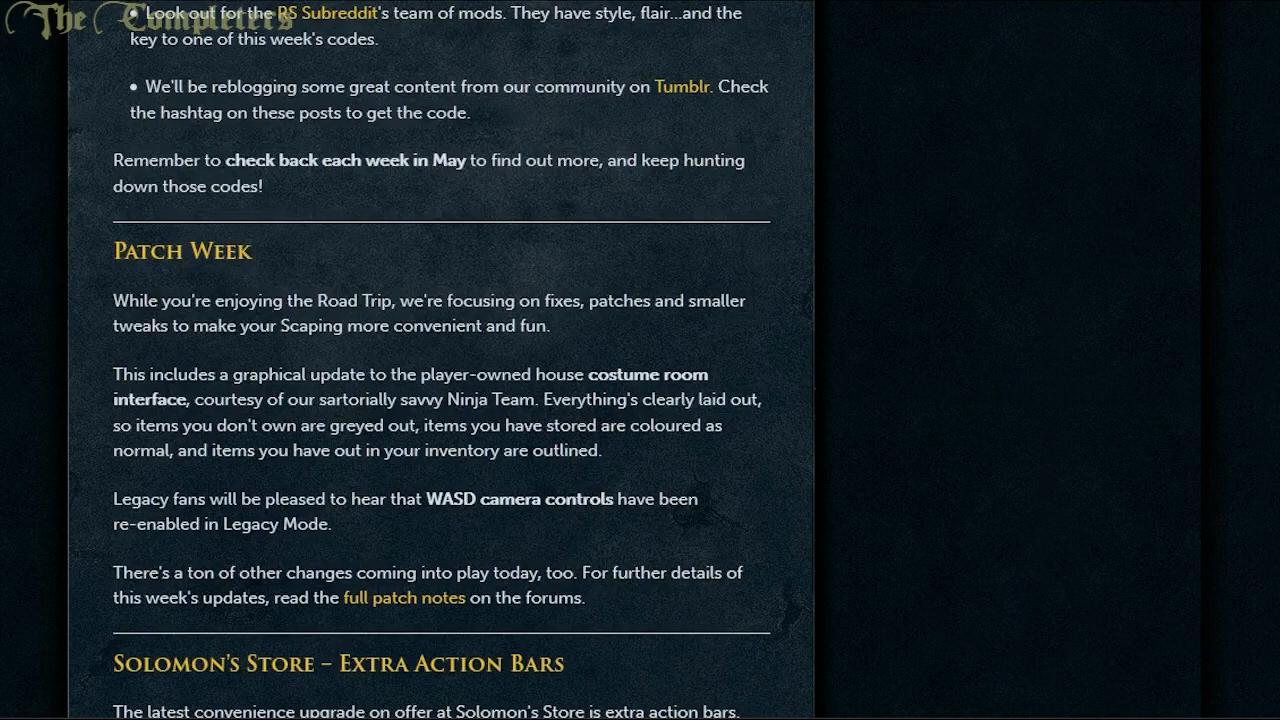 The Completers
• Look out for the RS Subreddit's team of mods. They have style, flair...and the
key to one of this week's codes.
• We'll be reblogging some great content from our community on Tumblr. Check
the hashtag on these posts to get the code.
Remember to check back each week in May to find out more, and keep hunting
down those codes!
Patch Week
While you're enjoying the Road Trip, we're focusing on fixes, patches and smaller
tweaks to make your Scaping more convenient and fun.
This includes a graphical update to the player-owned house costume room
interface, courtesy of our sartorially savvy Ninja Team. Everything's clearly laid out,
so items you don't own are greyed out, items you have stored are coloured as
normal, and items you have out in your inventory are outlined.
Legacy fans will be pleased to hear that WASD camera controls have been
re-enabled in Legacy Mode.
There's a ton of other changes coming into play today, too. For further details of
this week's updates, read the full patch notes on the forums.
Solomon's Store – Extra Action Bars
The latest convenience upgrade on offer at Solomon's Store is extra action bars.